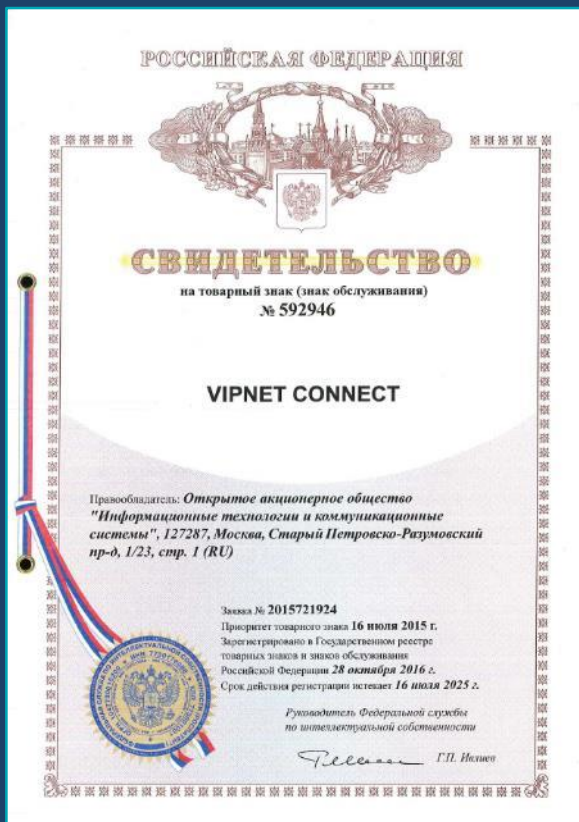 РОССИЙСКАЯ ФЕДЕРАЦИЯ
СВИДЕТЕЛЬСТВО
на товарный знак (знак обслуживания)
№ 592946
VIPNET CONNECT
Правообладатель: Открытое акционерное общество
"Информационные технологии и коммуникационные
системы", 127287, Москва, Старый Петровско-Разумовский
пр-д, 1/23, стр. 1 (RU)
Заявка № 2015721924
Приоритет товарного знака 16 июля 2015 г.
Зарегистрировано в Государственном реестре
товарных знаков и знаков обслуживания
Российской Федерации 28 октября 2016 г.
Срок действия регистрации истекает 16 июля 2025 г.
Руководитель Федеральной службы
по интеллектуальной собственности
Г.П. Ивлиев